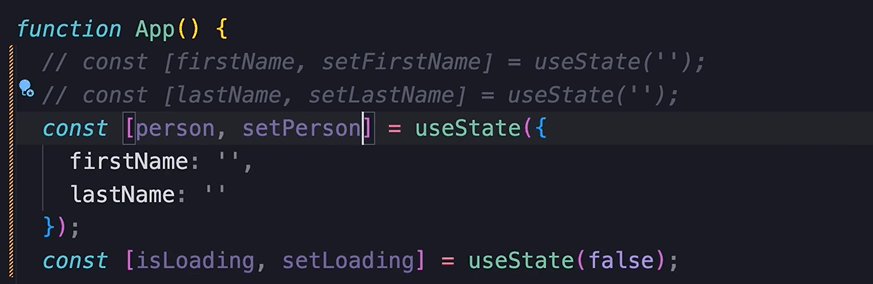 function App() {
// const [firstName, setFirstName] = useState('');
// const [lastName, setLastName] = useState('');
const [person, setPerson] = useState({
firstName: '',
lastName: ''
});
const [isLoading, setLoading] = useState(false);